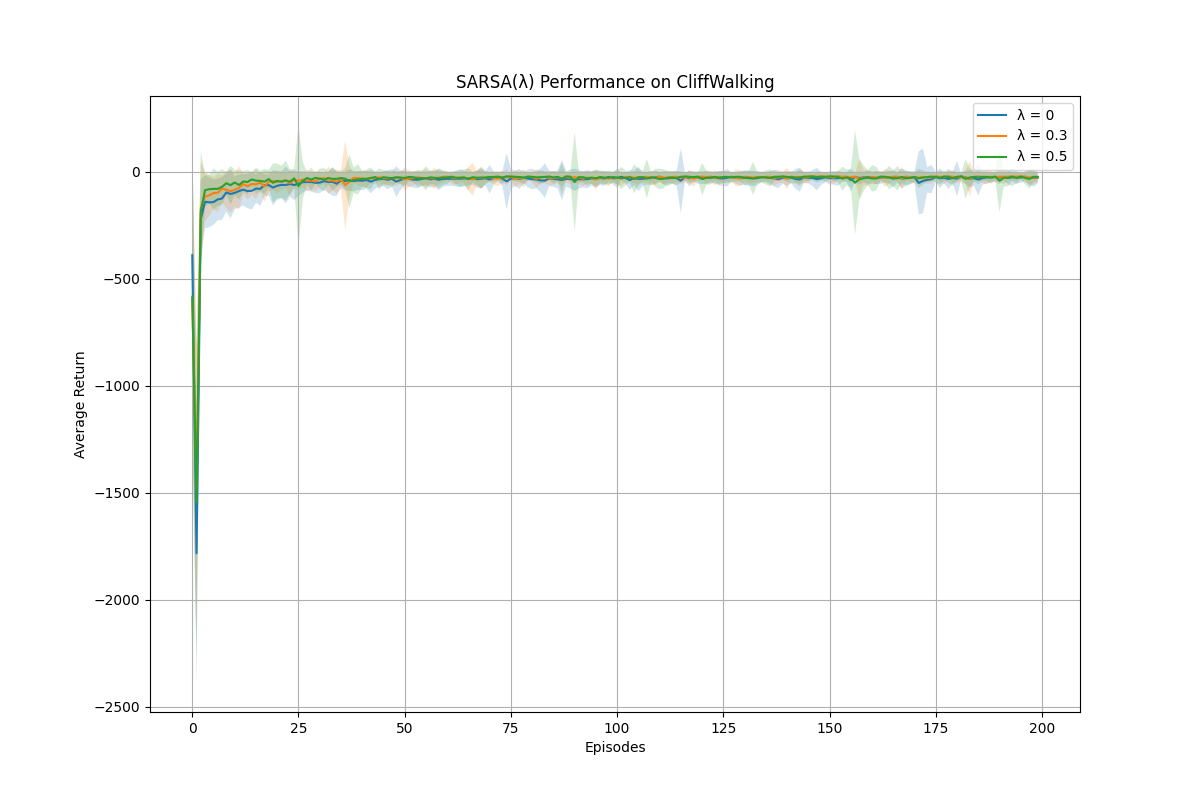 SARSA(λ) Performance on CliffWalking
λ = 0
λ = 0.3
λ = 0.5
Average Return
0
−500
−1000
−1500
−2000
−2500
0 25 50 75 100 125 150 175 200
Episodes